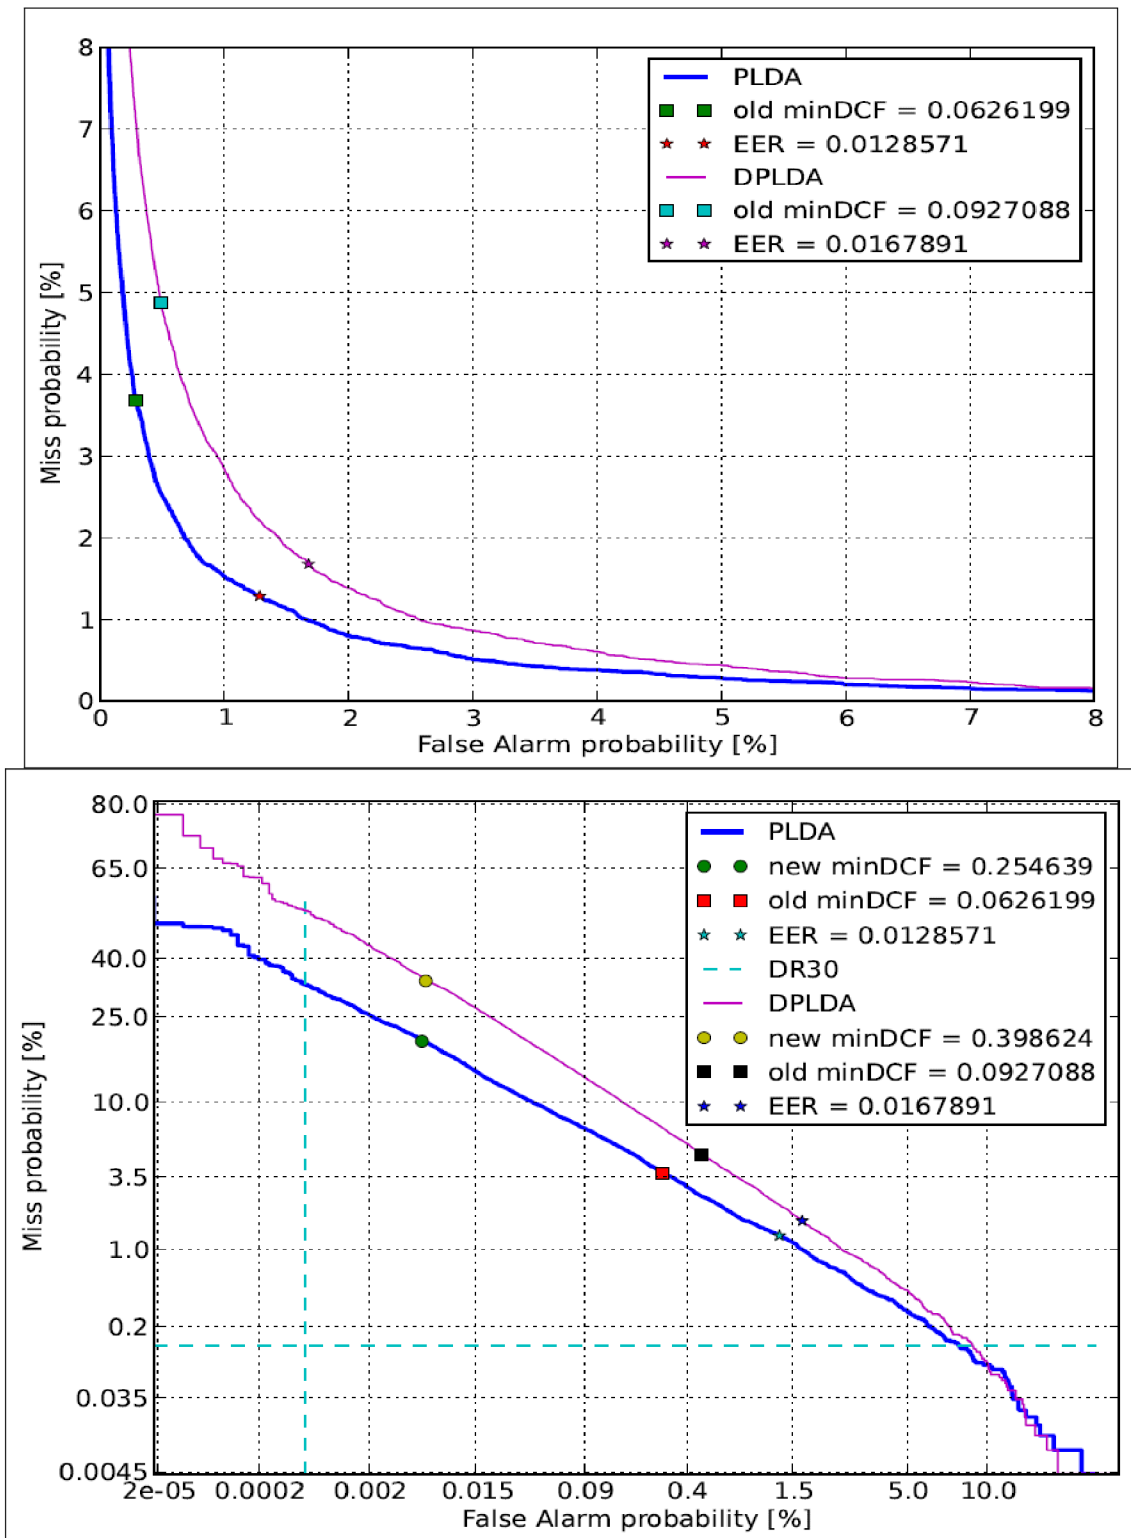 8
7
6
5
4
3
2
1
0
Miss probability [%]
PLDA
old minDCF = 0.0626199
EER = 0.0128571
DPLDA
old minDCF = 0.0927088
EER = 0.0167891
0 1 2 3 4 5 6 7 8
False Alarm probability [%]
80.0
65.0
40.0
25.0
10.0
3.5
1.0
0.2
0.035
0.0045
Miss probability [%]
PLDA
new minDCF = 0.254639
old minDCF = 0.0626199
EER = 0.0128571
DR30
DPLDA
new minDCF = 0.398624
old minDCF = 0.0927088
EER = 0.0167891
2e-05 0.0002 0.002 0.015 0.09 0.4 1.5 5.0 10.0
False Alarm probability [%]